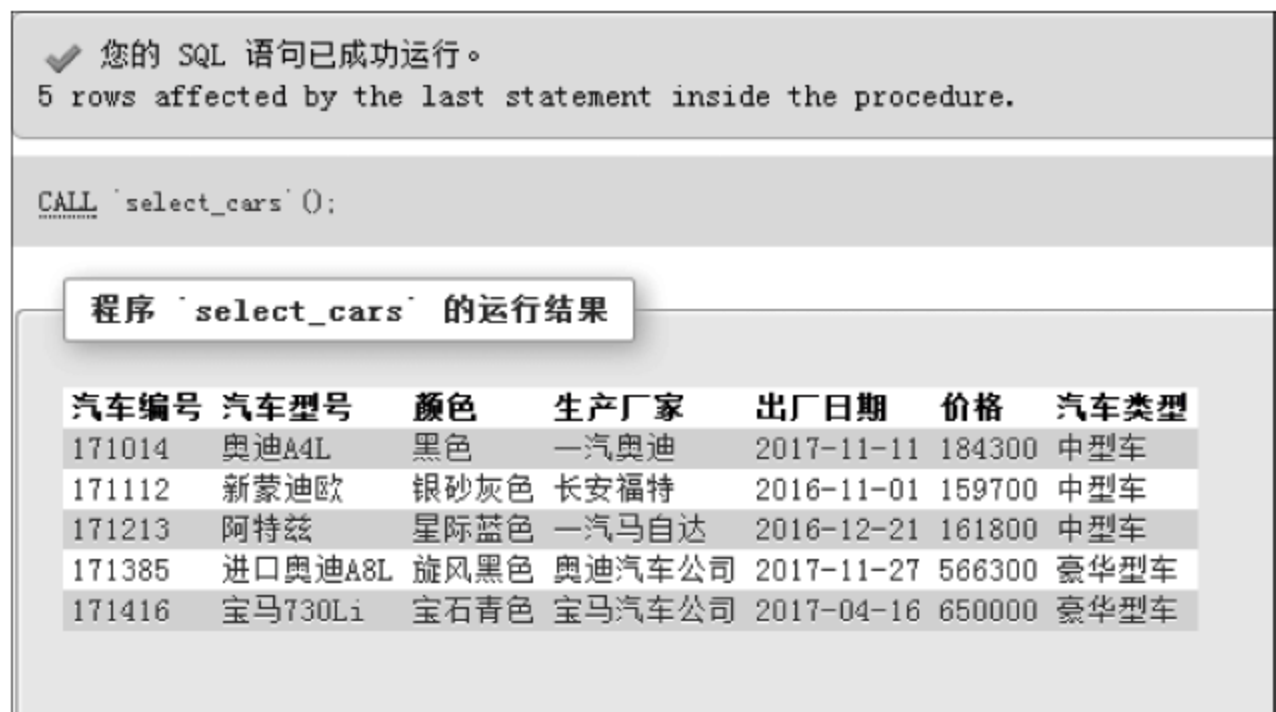 您的 SQL 语句已成功运行。
5 rows affected by the last statement inside the procedure.
CALL `select_cars`();
程序 `select_cars` 的运行结果
汽车编号 汽车型号 颜色 生产厂家 出厂日期 价格 汽车类型
171014 奥迪A4L 黑色 一汽奥迪 2017-11-11 184300 中型车
171112 新蒙迪欧 银砂灰色 长安福特 2016-11-01 159700 中型车
171213 阿特兹 星际蓝色 一汽马自达 2016-12-21 161800 中型车
171385 进口奥迪A8L 旋风黑色 奥迪汽车公司 2017-11-27 566300 豪华型车
171416 宝马730Li 宝石青色 宝马汽车公司 2017-04-16 650000 豪华型车